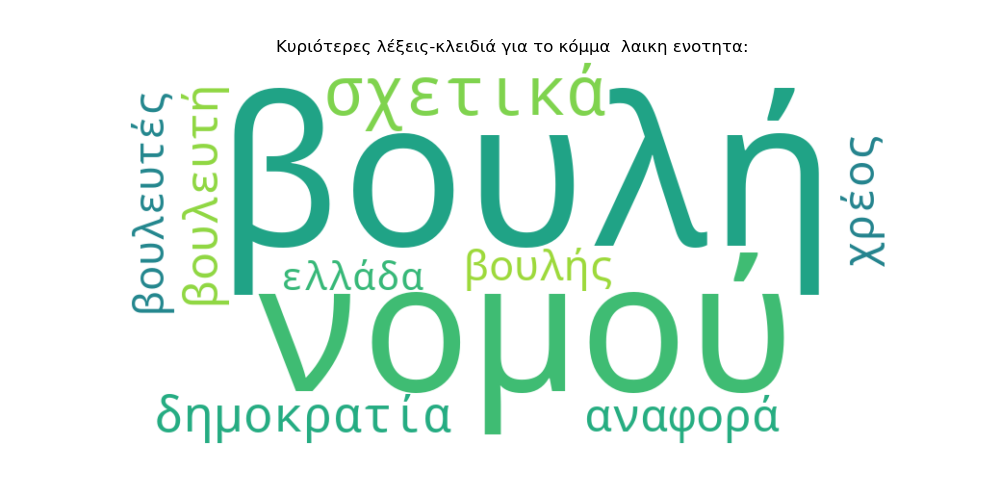 Κυριότερες λέξεις-κλειδιά για το κόμμα  λαικη ενοτητα:
σχετικά
βουλευτές
βουλευτή
βουλή
χρέος
ελλάδα
βουλής
νομού
δημοκρατία
αναφορά